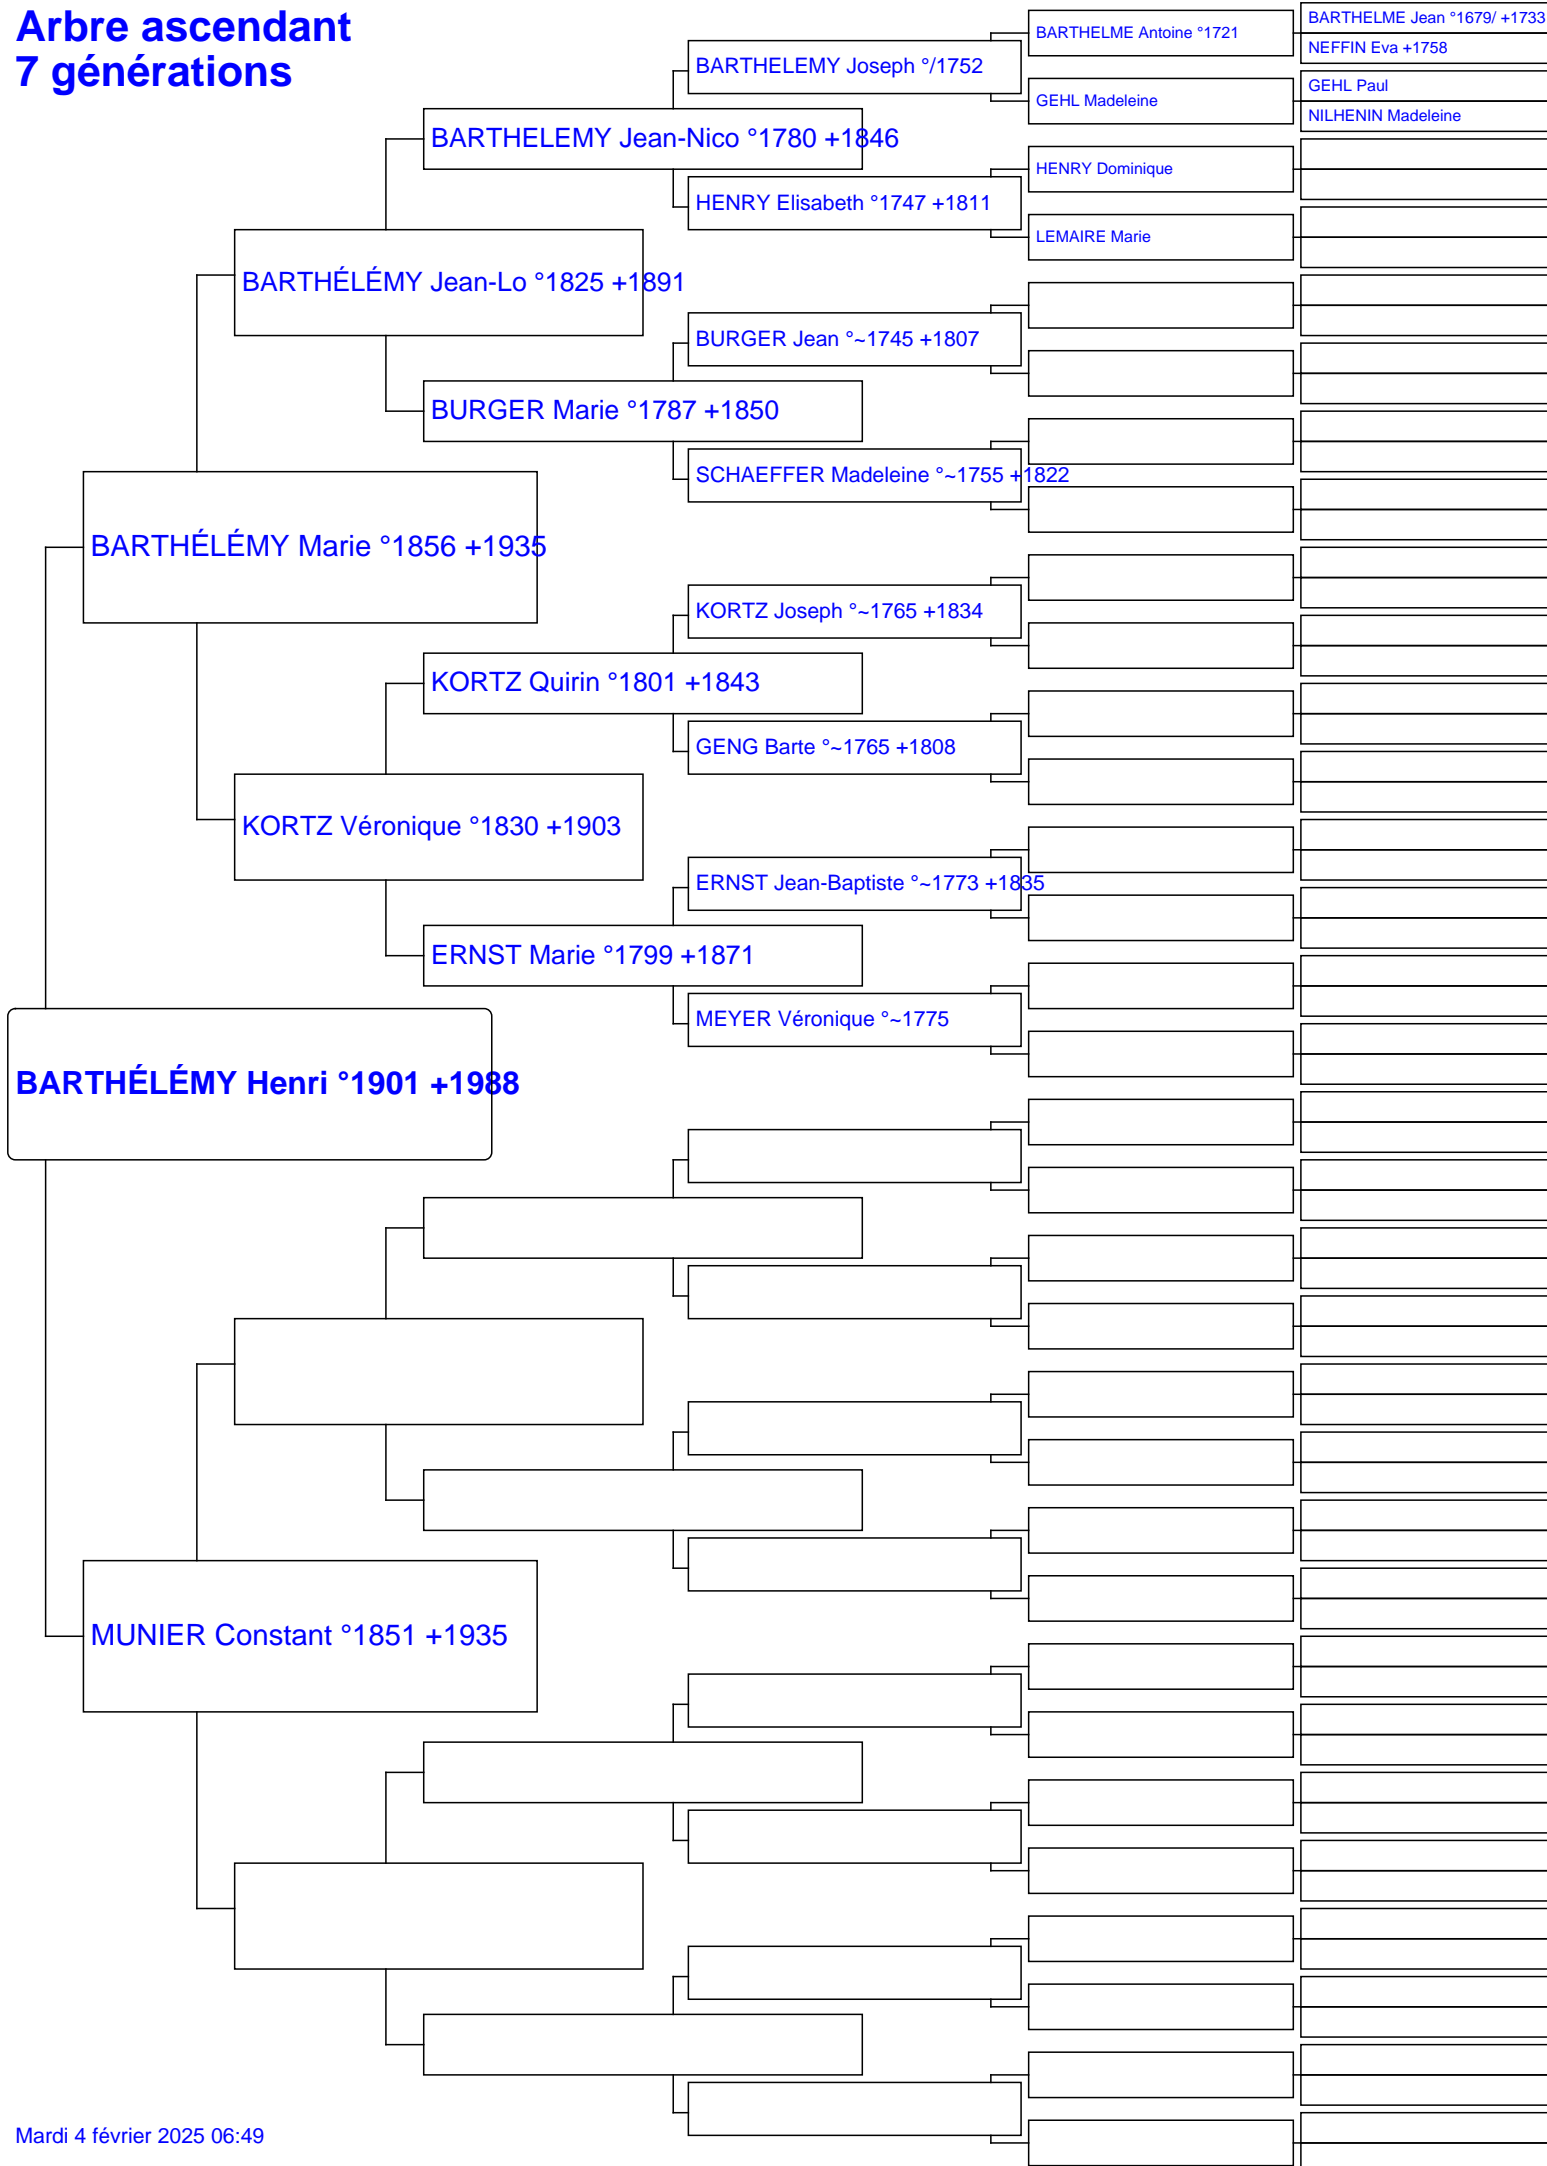 Arbre ascendant
7 générations
BARTHELME Jean °1679/ +1733
BARTHELME Antoine °1721
NEFFIN Eva +1758
BARTHELEMY Joseph °/1752
GEHL Paul
GEHL Madeleine
NILHENIN Madeleine
BARTHELEMY Jean-Nico °1780 +1846
HENRY Dominique
HENRY Elisabeth °1747 +1811
LEMAIRE Marie
BARTHÉLÉMY Jean-Lo °1825 +1891
BURGER Jean °~1745 +1807
BURGER Marie °1787 +1850
SCHAEFFER Madeleine °~1755 +1822
BARTHÉLÉMY Marie °1856 +1935
KORTZ Joseph °~1765 +1834
KORTZ Quirin °1801 +1843
GENG Barte °~1765 +1808
KORTZ Véronique °1830 +1903
ERNST Jean-Baptiste °~1773 +1835
ERNST Marie °1799 +1871
MEYER Véronique °~1775
BARTHÉLÉMY Henri °1901 +1988
MUNIER Constant °1851 +1935
Mardi 4 février 2025 06:49